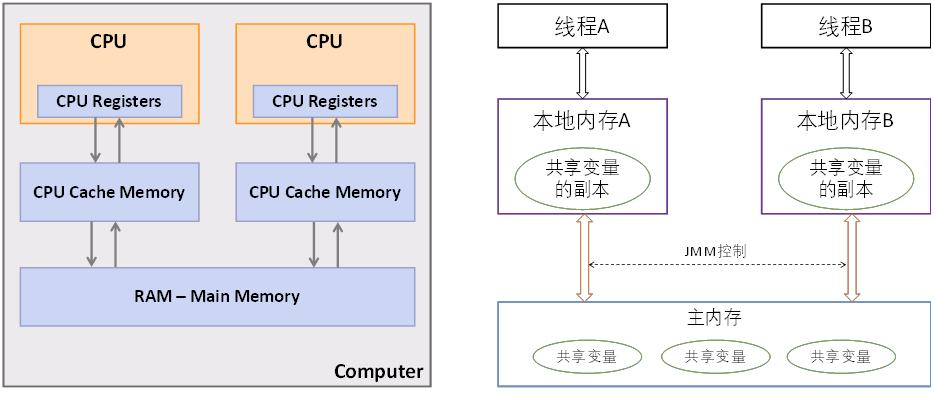 CPU
CPU
CPU Registers
CPU Registers
CPU Cache Memory
CPU Cache Memory
RAM – Main Memory
Computer
线程A
线程B
本地内存A
本地内存B
共享变量
的副本
共享变量
的副本
JMM控制
主内存
共享变量
共享变量
共享变量